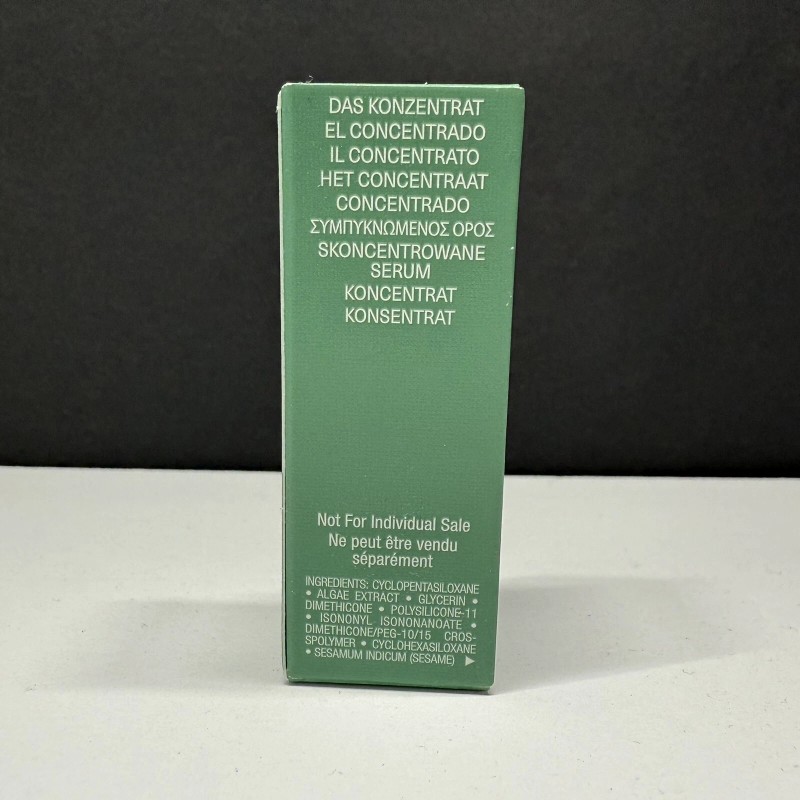 DAS KONZENTRAT
EL CONCENTRADO
IL CONCENTRATO
HET CONCENTRAAT
CONCENTRADO
ΣΥΜΠΥΚΝΩΜΕΝΟΣ ΟΡΟΣ
SKONCENTROWANE
SERUM
KONCENTRAT
KONSENTRAT
Not For Individual Sale
Ne peut être vendu
séparément
INGREDIENTS: CYCLOPENTASILOXANE
• ALGAE EXTRACT • GLYCERIN •
DIMETHICONE • POLYSILICONE-11
• ISONONYL ISONONANOATE •
DIMETHICONE/PEG-10/15 CROS-
SPOLYMER • CYCLOHEXASILOXANE
• SESAMUM INDICUM (SESAME) ▶